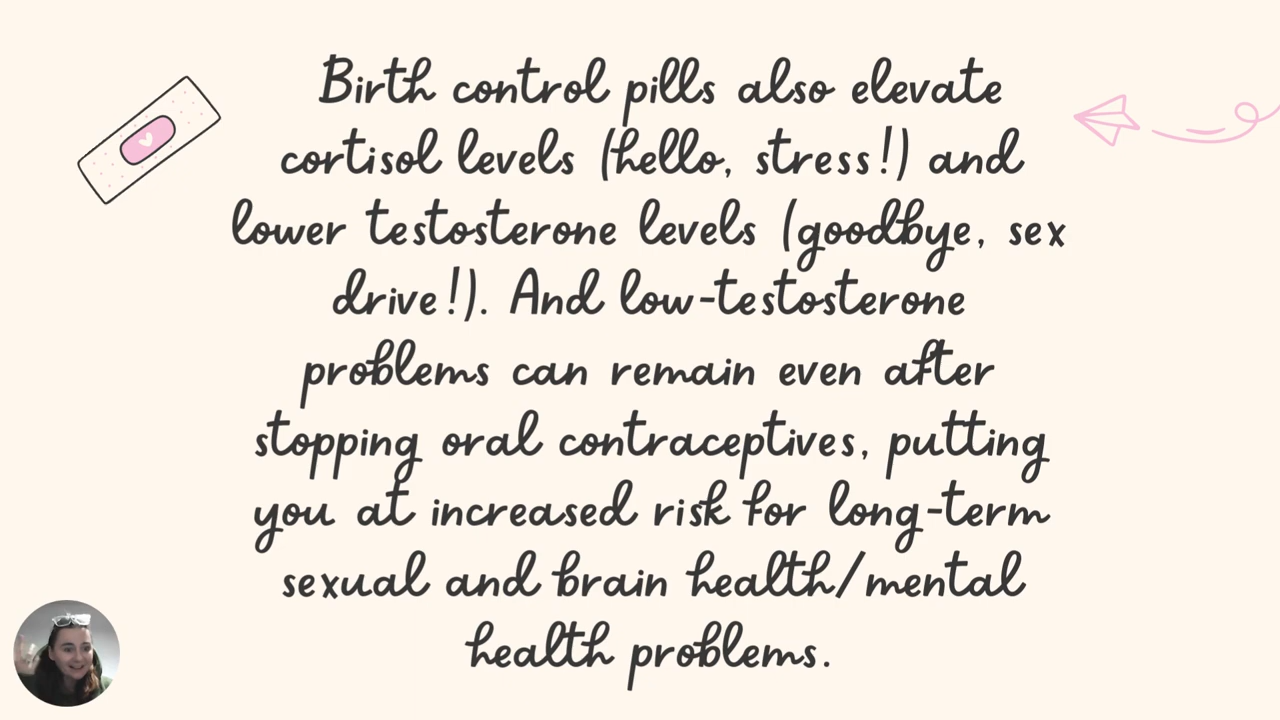 Birth control pills also elevate
cortisol levels (hello, stress!) and
lower testosterone levels (goodbye, sex
drive!). And low-testosterone
problems can remain even after
stopping oral contraceptives, putting
you at increased risk for long-term
sexual and brain health/mental
health problems.